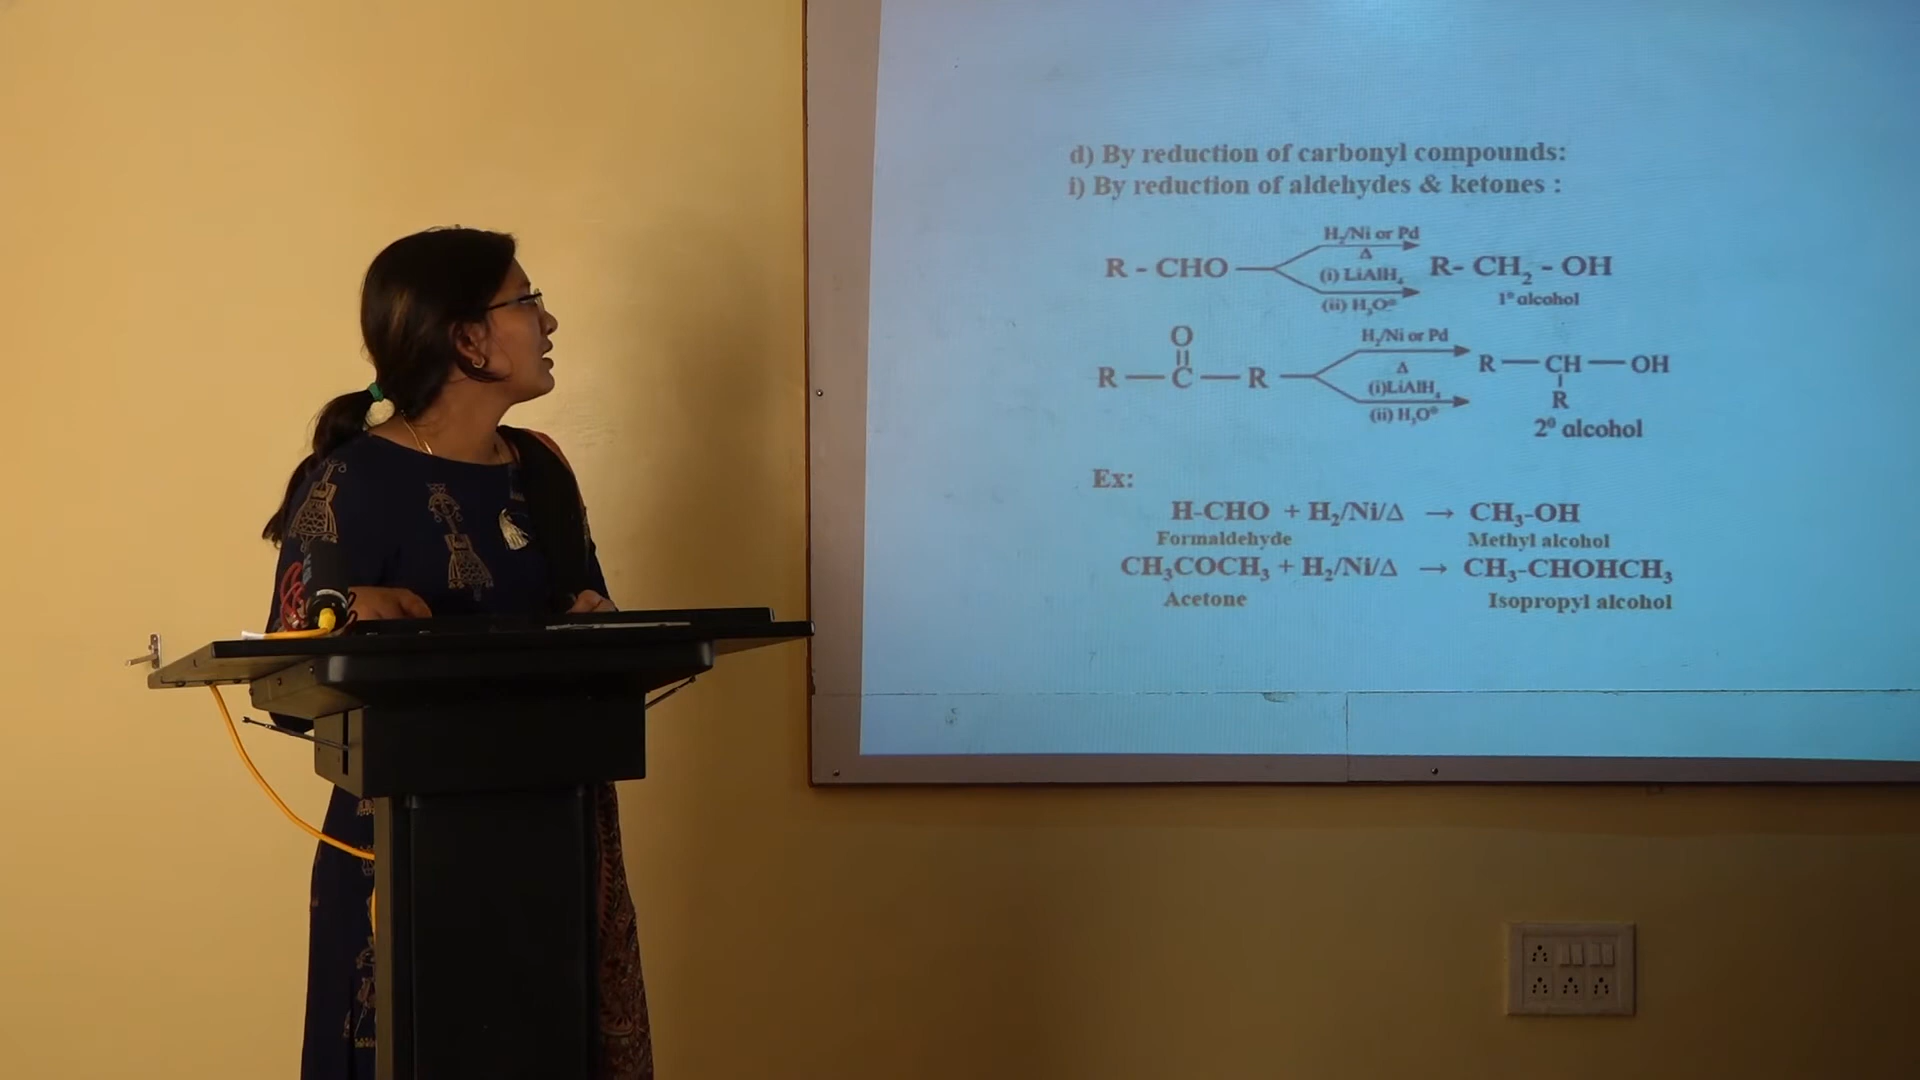 d) By reduction of carbonyl compounds:
i) By reduction of aldehydes & ketones :
H₂/Ni or Pd
Δ
R - CHO
(i) LiAlH₄
R- CH₂ - OH
(ii) H₃O⊕
1° alcohol
O
H₂/Ni or Pd
R — C — R
Δ
R — CH — OH
(i)LiAlH₄
R
(ii) H₃O⊕
2⁰ alcohol
Ex:
H-CHO + H₂/Ni/Δ → CH₃-OH
Formaldehyde Methyl alcohol
CH₃COCH₃ + H₂/Ni/Δ → CH₃-CHOHCH₃
Acetone Isopropyl alcohol